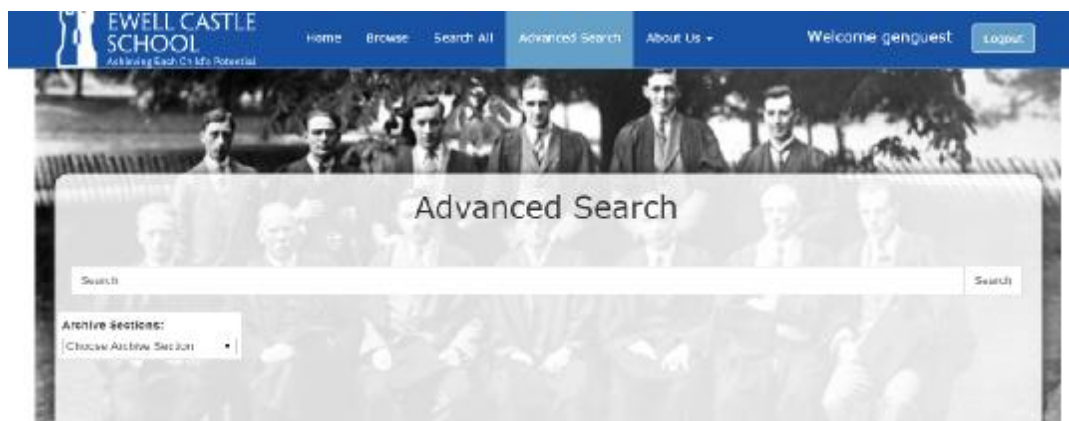 EWELL CASTLE
SCHOOL
Achieving Each Child's Potential
Home Browse Search All Advanced Search About Us Welcome genguest Logout
Advanced Search
Search Search
Archive Sections:
Choose Archive Section